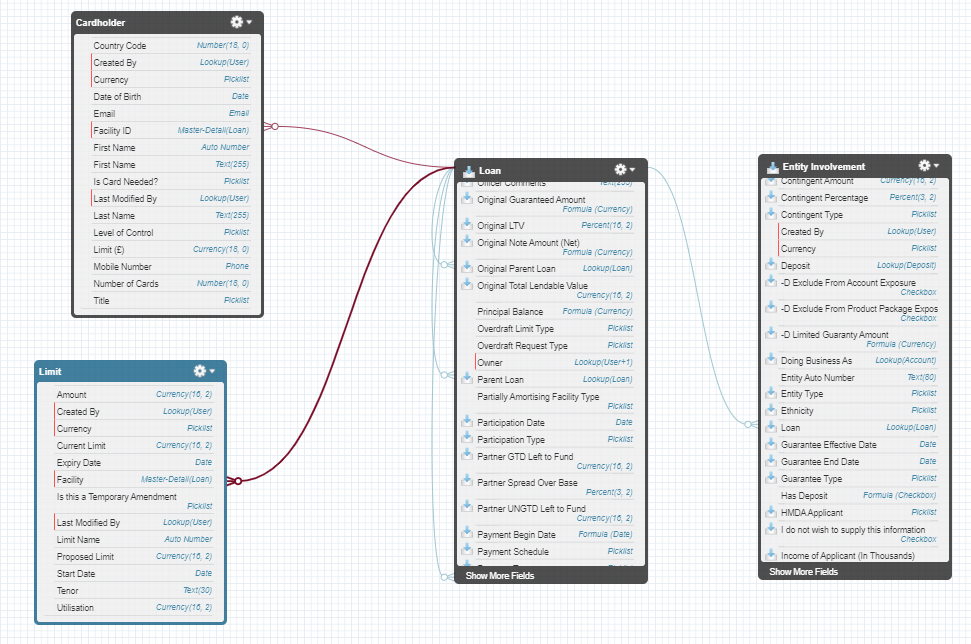 Cardholder
Country Code Number(18, 0)
Created By Lookup(User)
Currency Picklist
Date of Birth Date
Email Email
Facility ID Master-Detail(Loan)
First Name Auto Number
First Name Text(255)
Is Card Needed? Picklist
Last Modified By Lookup(User)
Last Name Text(255)
Level of Control Picklist
Limit (£) Currency(18, 0)
Mobile Number Phone
Number of Cards Number(18, 0)
Title Picklist
Limit
Amount Currency(16, 2)
Created By Lookup(User)
Currency Picklist
Current Limit Currency(16, 2)
Expiry Date Date
Facility Master-Detail(Loan)
Is this a Temporary Amendment
Picklist
Last Modified By Lookup(User)
Limit Name Auto Number
Proposed Limit Currency(16, 2)
Start Date Date
Tenor Text(30)
Utilisation Currency(16, 2)
Loan
Officer Comments Text(255)
Original Guaranteed Amount
Formula (Currency)
Original LTV Percent(16, 2)
Original Note Amount (Net)
Formula (Currency)
Original Parent Loan Lookup(Loan)
Original Total Lendable Value
Currency(16, 2)
Principal Balance Formula (Currency)
Overdraft Limit Type Picklist
Overdraft Request Type Picklist
Owner Lookup(User+1)
Parent Loan Lookup(Loan)
Partially Amortising Facility Type
Picklist
Participation Date Date
Participation Type Picklist
Partner GTD Left to Fund
Currency(16, 2)
Partner Spread Over Base
Percent(3, 2)
Partner UNGTD Left to Fund
Currency(16, 2)
Payment Begin Date Formula (Date)
Payment Schedule Picklist
Show More Fields
Entity Involvement
Contingent Amount Currency(16, 2)
Contingent Percentage Percent(3, 2)
Contingent Type Picklist
Created By Lookup(User)
Currency Picklist
Deposit Lookup(Deposit)
-D Exclude From Account Exposure
Checkbox
-D Exclude From Product Package Expos
Checkbox
-D Limited Guaranty Amount
Formula (Currency)
Doing Business As Lookup(Account)
Entity Auto Number Text(80)
Entity Type Picklist
Ethnicity Picklist
Loan Lookup(Loan)
Guarantee Effective Date Date
Guarantee End Date Date
Guarantee Type Picklist
Has Deposit Formula (Checkbox)
HMDA Applicant Picklist
I do not wish to supply this information
Checkbox
Income of Applicant (In Thousands)
Show More Fields